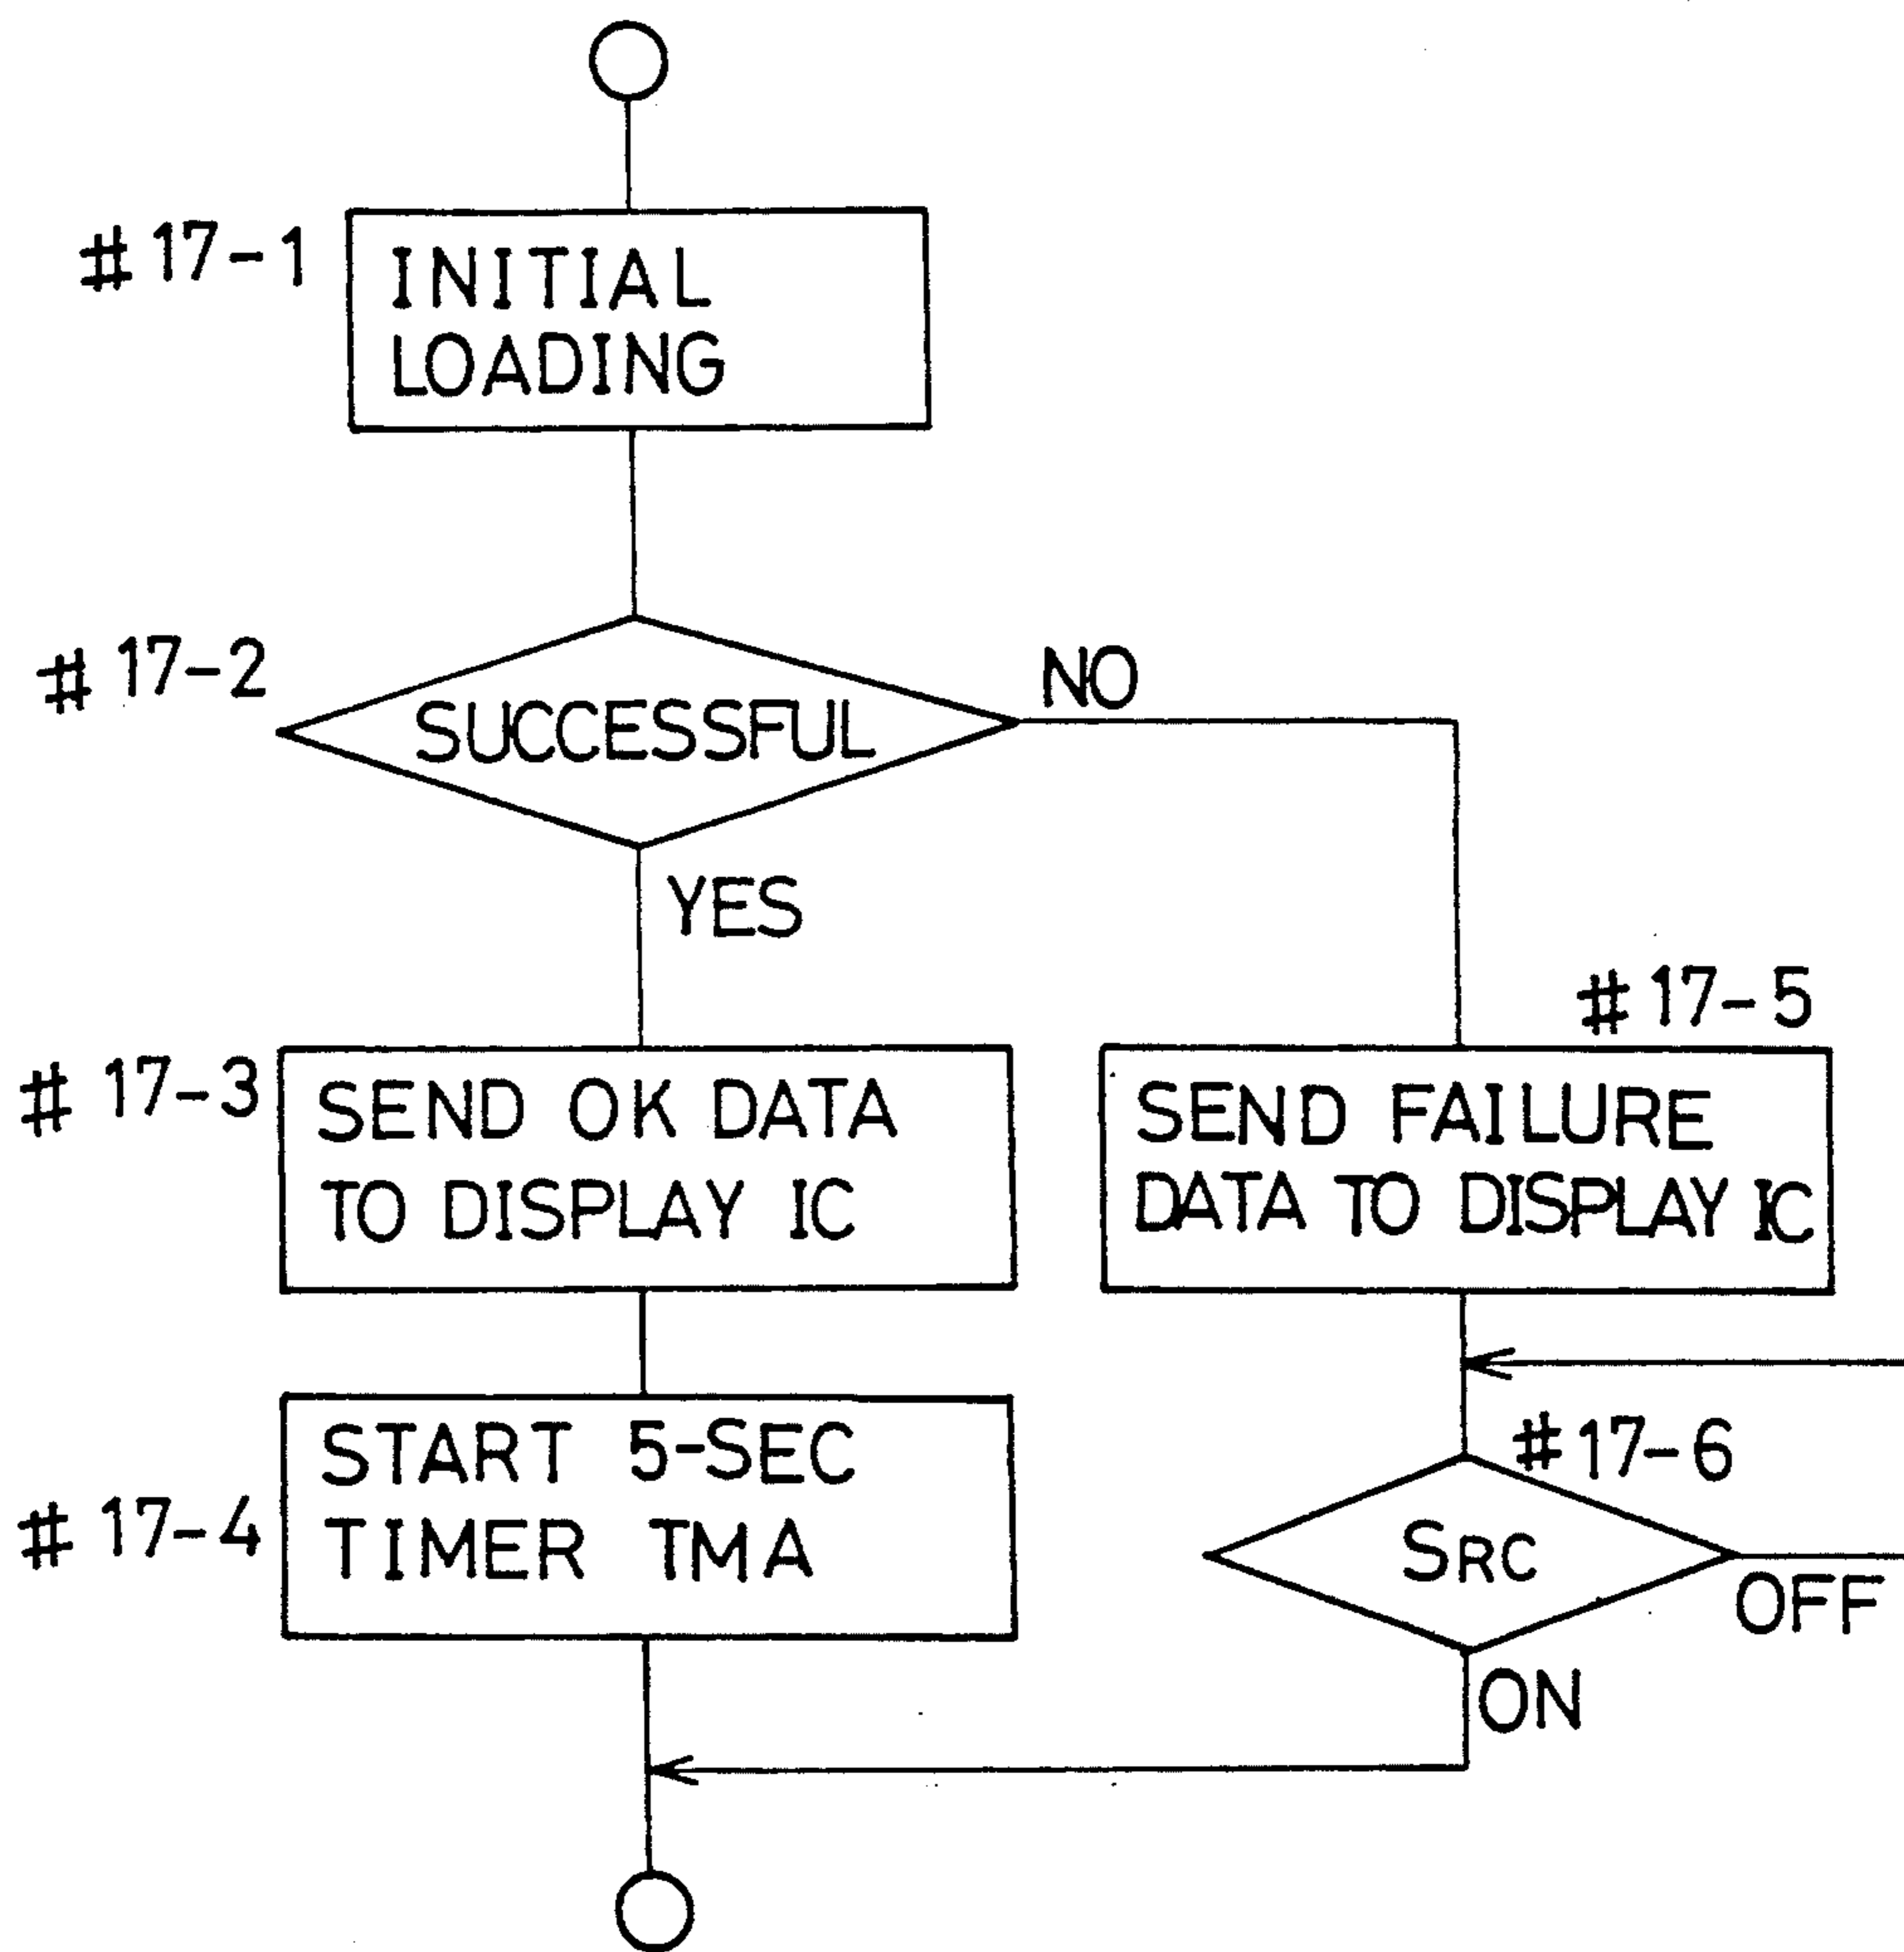 #17-1
INITIAL
LOADING
#17-2
SUCCESSFUL
NO
YES
#17-3
SEND OK DATA
TO DISPLAY IC
#17-5
SEND FAILURE
DATA TO DISPLAY IC
#17-4
START 5-SEC
TIMER TMA
#17-6
SRC
OFF
ON